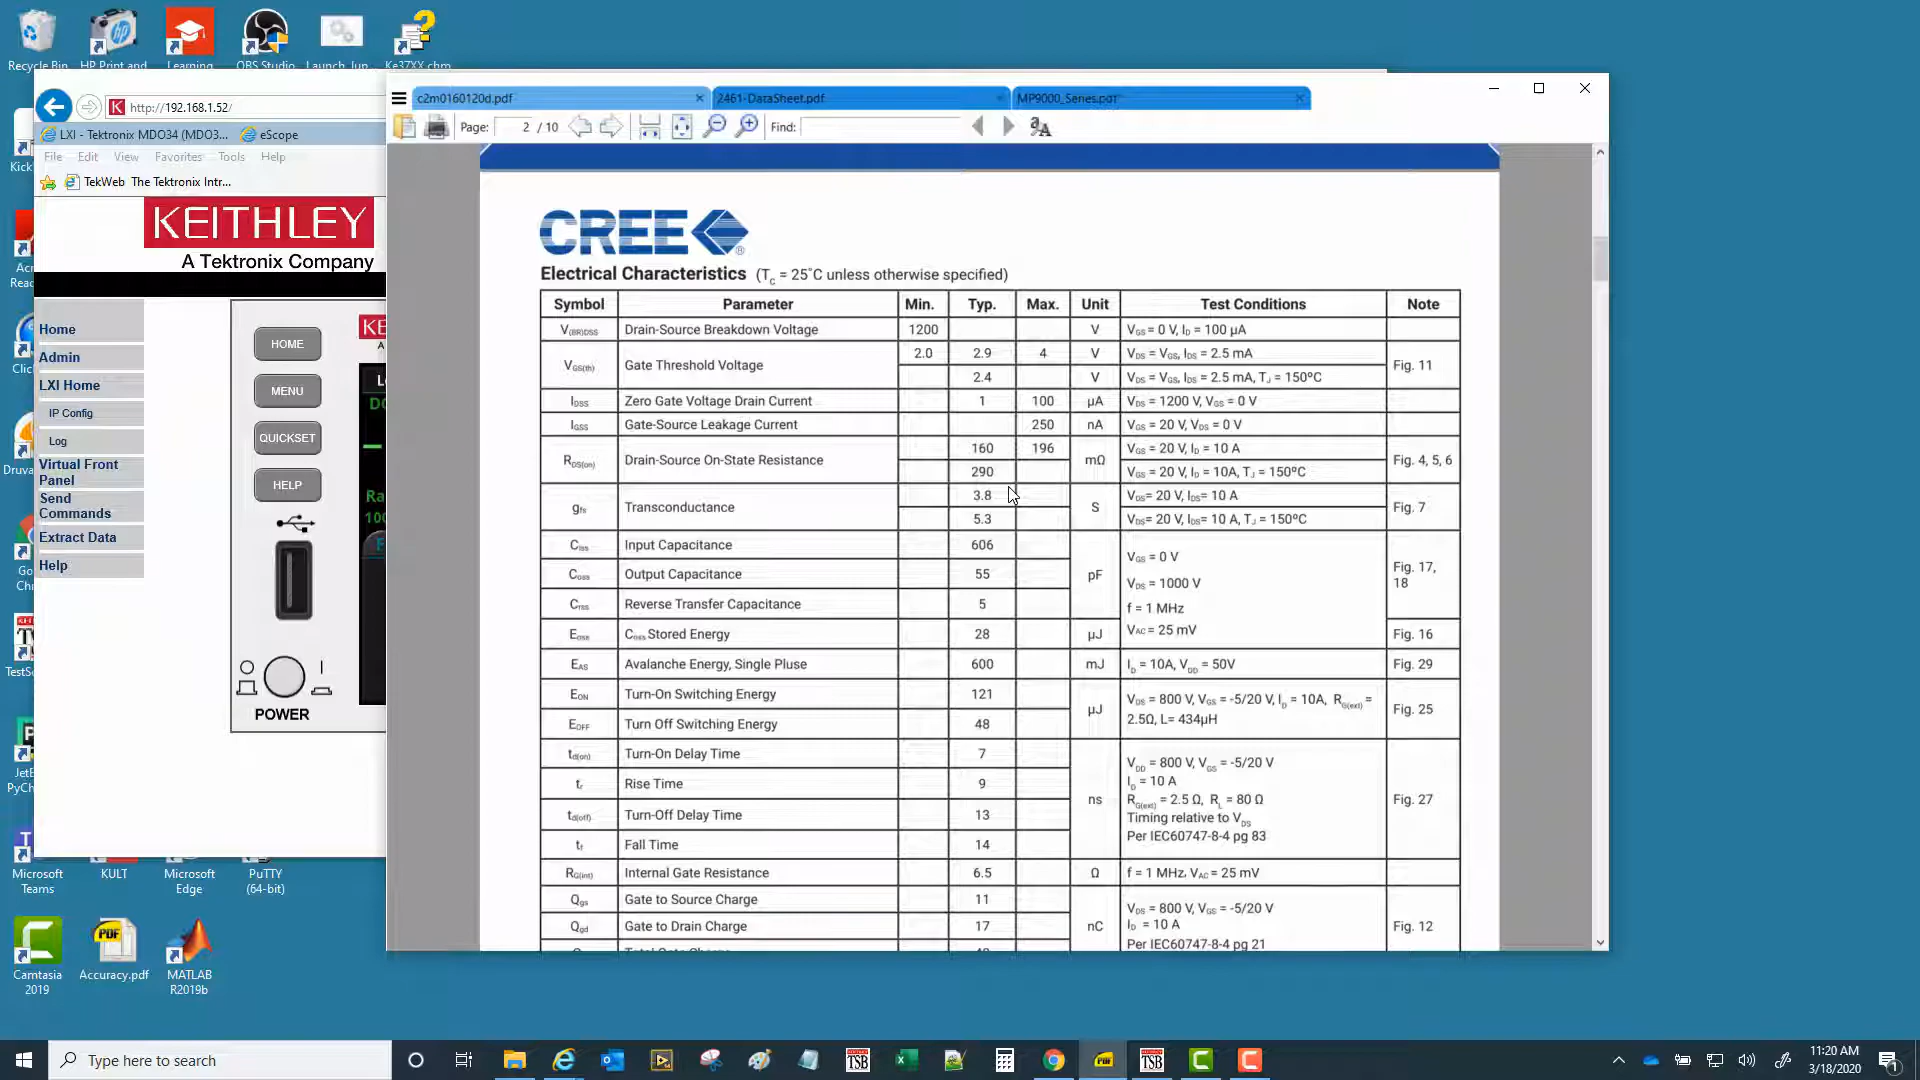 Recycle Bin
HP Print and
Learning
OBS Studio
Launch_Jup
Ke37XX.chm
http://192.168.1.52/
LXI - Tektronix MDO34 (MDO3...
eScope
File Edit View Favorites Tools Help
TekWeb The Tektronix Intr...
KEITHLEY
A Tektronix Company
Home
Admin
LXI Home
IP Config
Log
Virtual Front
Panel
Send
Commands
Extract Data
Help
HOME
MENU
QUICKSET
HELP
POWER
c2m0160120d.pdf
2461-DataSheet.pdf
MP9000_Series.pdf
Page: 2 / 10
Find:
CREE
Electrical Characteristics (TC = 25˚C unless otherwise specified)
Symbol Parameter Min. Typ. Max. Unit Test Conditions Note
V(BR)DSS Drain-Source Breakdown Voltage 1200 V VGS = 0 V, ID = 100 μA
VGS(th) Gate Threshold Voltage 2.0 2.9 4 V VDS = VGS, IDS = 2.5 mA Fig. 11
2.4 V VDS = VGS, IDS = 2.5 mA, TJ = 150ºC
IDSS Zero Gate Voltage Drain Current 1 100 μA VDS = 1200 V, VGS = 0 V
IGSS Gate-Source Leakage Current 250 nA VGS = 20 V, VDS = 0 V
RDS(on) Drain-Source On-State Resistance 160 196 mΩ VGS = 20 V, ID = 10 A Fig. 4, 5, 6
290 VGS = 20 V, ID = 10A, TJ = 150ºC
gfs Transconductance 3.8 S VDS= 20 V, IDS= 10 A Fig. 7
5.3 VDS= 20 V, IDS= 10 A, TJ = 150ºC
Ciss Input Capacitance 606 pF VGS = 0 V Fig. 17,
18
Coss Output Capacitance 55 VDS = 1000 V
Crss Reverse Transfer Capacitance 5 f = 1 MHz
Eoss Coss Stored Energy 28 μJ VAC = 25 mV Fig. 16
EAS Avalanche Energy, Single Pluse 600 mJ ID = 10A, VDD = 50V Fig. 29
EON Turn-On Switching Energy 121 μJ VDS = 800 V, VGS = -5/20 V, ID = 10A, RG(ext) = Fig. 25
2.5Ω, L= 434μH
EOFF Turn Off Switching Energy 48
td(on) Turn-On Delay Time 7 ns VDD = 800 V, VGS = -5/20 V Fig. 27
ID = 10 A
tr Rise Time 9
RG(ext) = 2.5 Ω, RL = 80 Ω
td(off) Turn-Off Delay Time 13
Timing relative to VDS
Per IEC60747-8-4 pg 83
tf Fall Time 14
RG(int) Internal Gate Resistance 6.5 Ω f = 1 MHz, VAC = 25 mV
Qgs Gate to Source Charge 11 nC VDS = 800 V, VGS = -5/20 V Fig. 12
Qgd Gate to Drain Charge 17 ID = 10 A
Per IEC60747-8-4 pg 21
Microsoft
Teams
KULT
Microsoft
Edge
PuTTY
(64-bit)
Camtasia
2019
Accuracy.pdf
MATLAB
R2019b
Type here to search
TSB
TSB
11:20 AM
3/18/2020